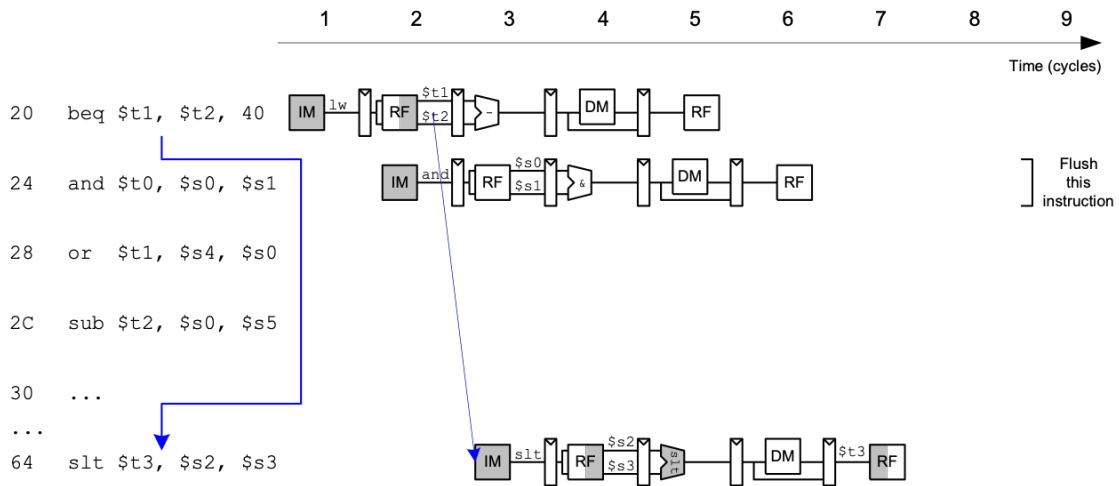 1 2 3 4 5 6 7 8 9
Time (cycles)
20 beq $t1, $t2, 40 IM lw RF $t1 $t2 - DM RF
24 and $t0, $s0, $s1 IM and RF $s0 $s1 & DM RF
Flush
this
instruction
28 or $t1, $s4, $s0
2C sub $t2, $s0, $s5
30 ...
...
64 slt $t3, $s2, $s3 IM slt RF $s2 $s3 slt DM $t3 RF